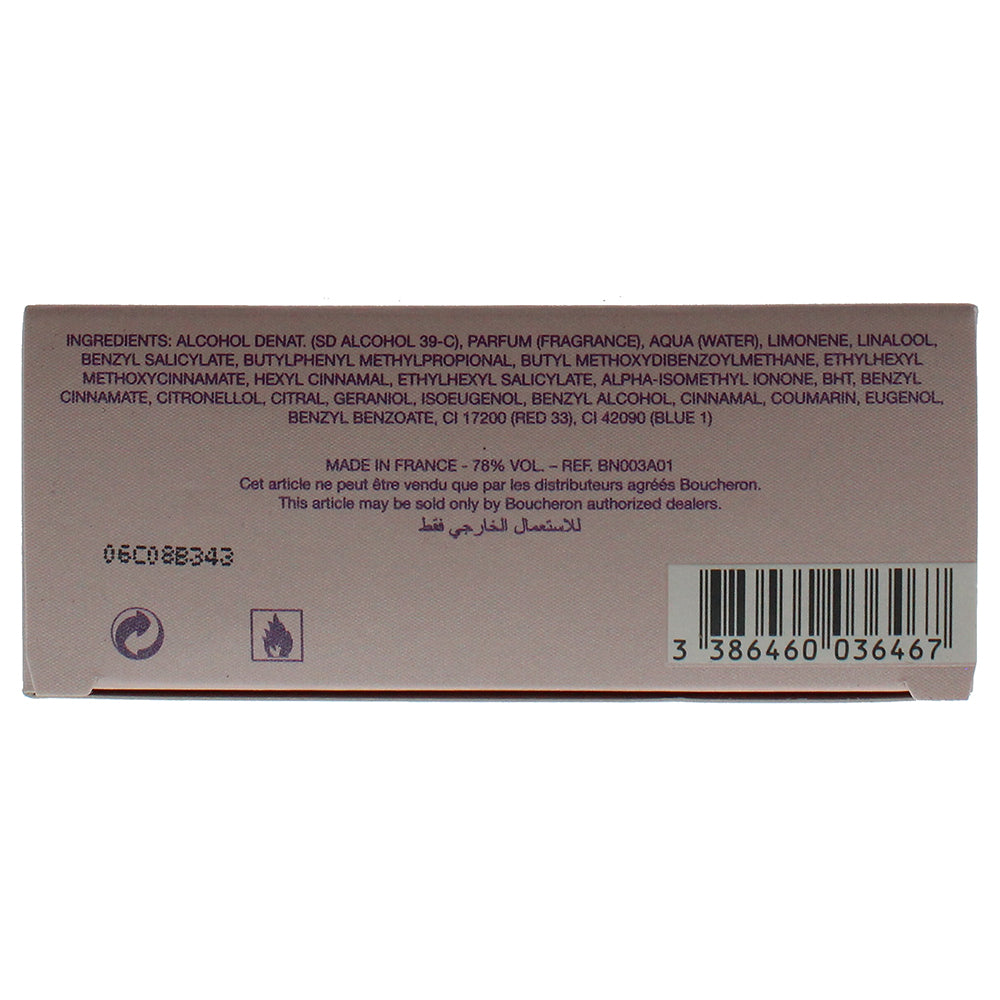 INGREDIENTS: ALCOHOL DENAT. (SD ALCOHOL 39-C), PARFUM (FRAGRANCE), AQUA (WATER), LIMONENE, LINALOOL,
BENZYL SALICYLATE, BUTYLPHENYL METHYLPROPIONAL, BUTYL METHOXYDIBENZOYLMETHANE, ETHYLHEXYL
METHOXYCINNAMATE, HEXYL CINNAMAL, ETHYLHEXYL SALICYLATE, ALPHA-ISOMETHYL IONONE, BHT, BENZYL
CINNAMATE, CITRONELLOL, CITRAL, GERANIOL, ISOEUGENOL, BENZYL ALCOHOL, CINNAMAL, COUMARIN, EUGENOL,
BENZYL BENZOATE, CI 17200 (RED 33), CI 42090 (BLUE 1)
MADE IN FRANCE - 78% VOL. – REF. BN003A01
Cet article ne peut être vendu que par les distributeurs agréés Boucheron.
This article may be sold only by Boucheron authorized dealers.
للاستعمال الخارجي فقط
06C08B343
3 386460 036467